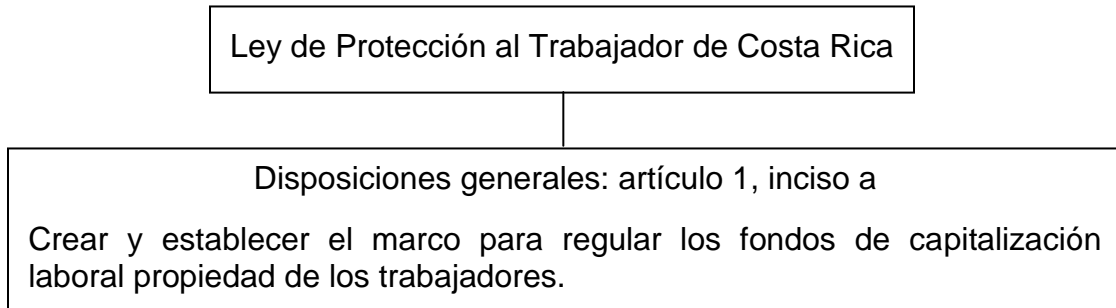 Ley de Protección al Trabajador de Costa Rica
Disposiciones generales: artículo 1, inciso a
Crear y establecer el marco para regular los fondos de capitalización
laboral propiedad de los trabajadores.